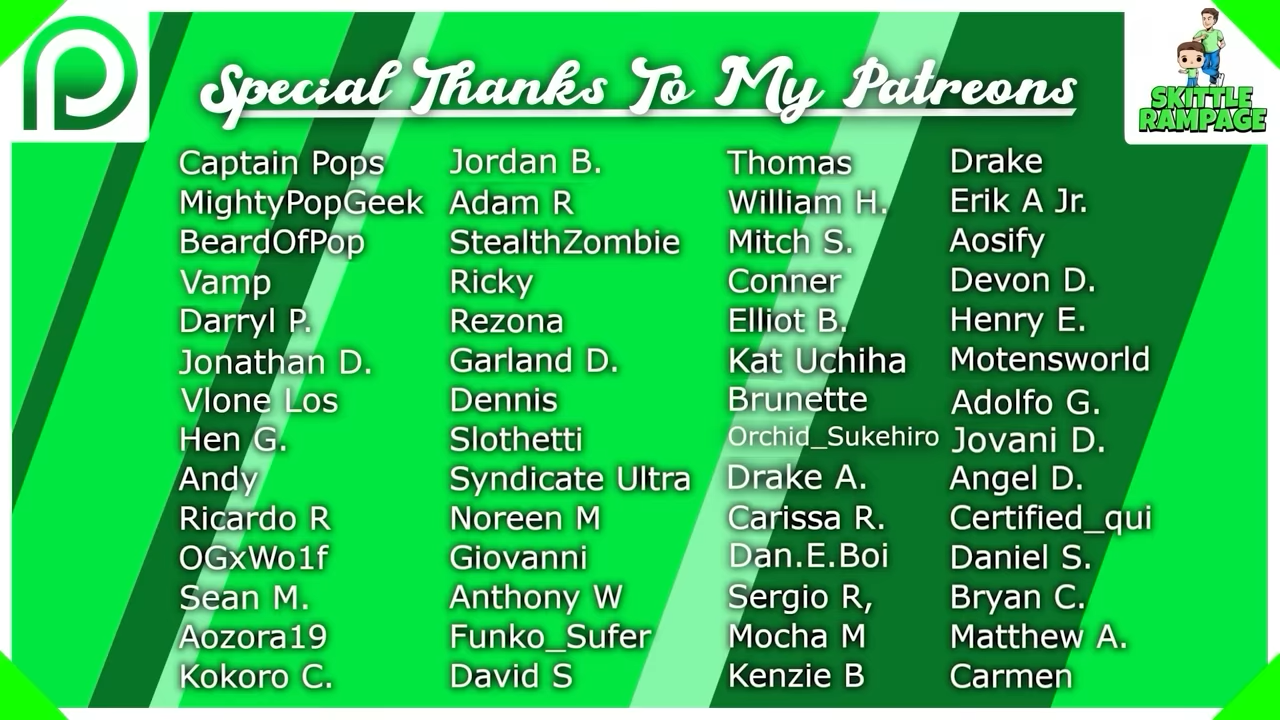 Special Thanks To My Patreons
SKITTLE
RAMPAGE
Captain Pops
MightyPopGeek
BeardOfPop
Vamp
Darryl P.
Jonathan D.
Vlone Los
Hen G.
Andy
Ricardo R
OGxWo1f
Sean M.
Aozora19
Kokoro C.
Jordan B.
Adam R
StealthZombie
Ricky
Rezona
Garland D.
Dennis
Slothetti
Syndicate Ultra
Noreen M
Giovanni
Anthony W
Funko_Sufer
David S
Thomas
William H.
Mitch S.
Conner
Elliot B.
Kat Uchiha
Brunette
Orchid_Sukehiro
Drake A.
Carissa R.
Dan.E.Boi
Sergio R,
Mocha M
Kenzie B
Drake
Erik A Jr.
Aosify
Devon D.
Henry E.
Motensworld
Adolfo G.
Jovani D.
Angel D.
Certified_qui
Daniel S.
Bryan C.
Matthew A.
Carmen